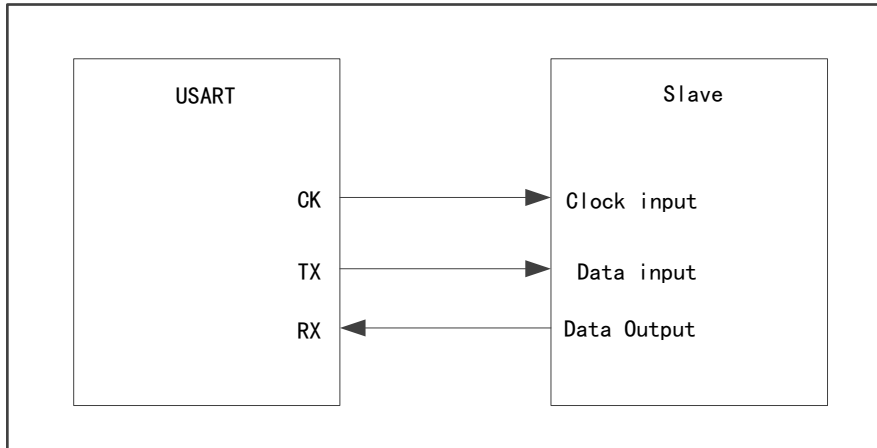 USART
Slave
CK
Clock input
TX
Data input
RX
Data Output